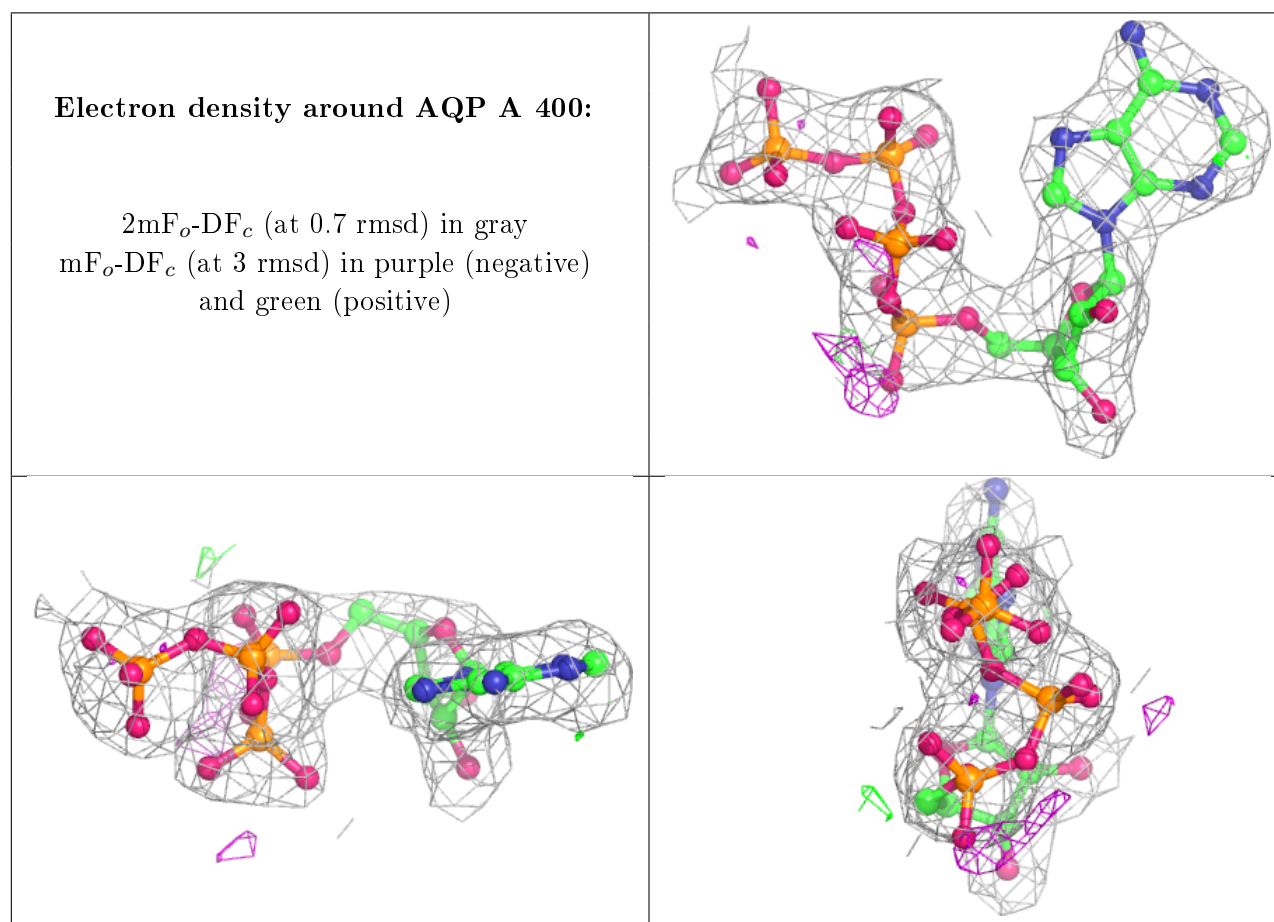 Electron density around AQP A 400:
2mFo-DFc (at 0.7 rmsd) in gray
mFo-DFc (at 3 rmsd) in purple (negative)
and green (positive)